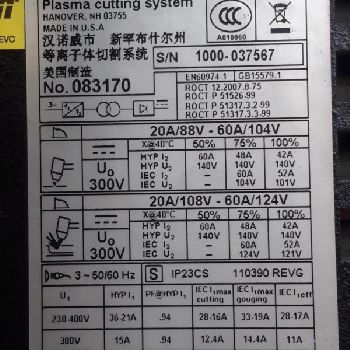 Plasma cutting system
HANOVER, NH 03755
MADE IN U.S.A
汉诺威市 新罕布什尔州
等离子体切割系统
美国制造
No. 083170
REVG
A010960
S/N 1000-037567
EN60974.1 GB15579.1
ROCT 12.2007.8-75
ROCT P 51526-99
ROCT P 51317.3.2-99
ROCT P 51317.3.3-99
20A/88V - 60A/104V
X@40°C 50% 75% 100%
HYP I2 60A 48A 42A
HYP U2 140V 140V 140V
IEC I2 — 60A 52A
IEC U2 — 104V 101V
U0
300V
20A/108V - 60A/124V
X@40°C 50% 75% 100%
HYP I2 60A 48A 42A
HYP U2 140V 140V 140V
IEC I2 — 60A 52A
IEC U2 — 124V 121V
U0
300V
3 ~ 50/60 Hz S IP23CS 110390 REVG
U1 HYP I1 PF@HYP I1 IEC I1max cutting IEC I1max gouging IEC I1eff
230-400V 36-21A .94 28-16A 33-19A 28-17A
380V 15A .94 12.4A 14.4A 11A